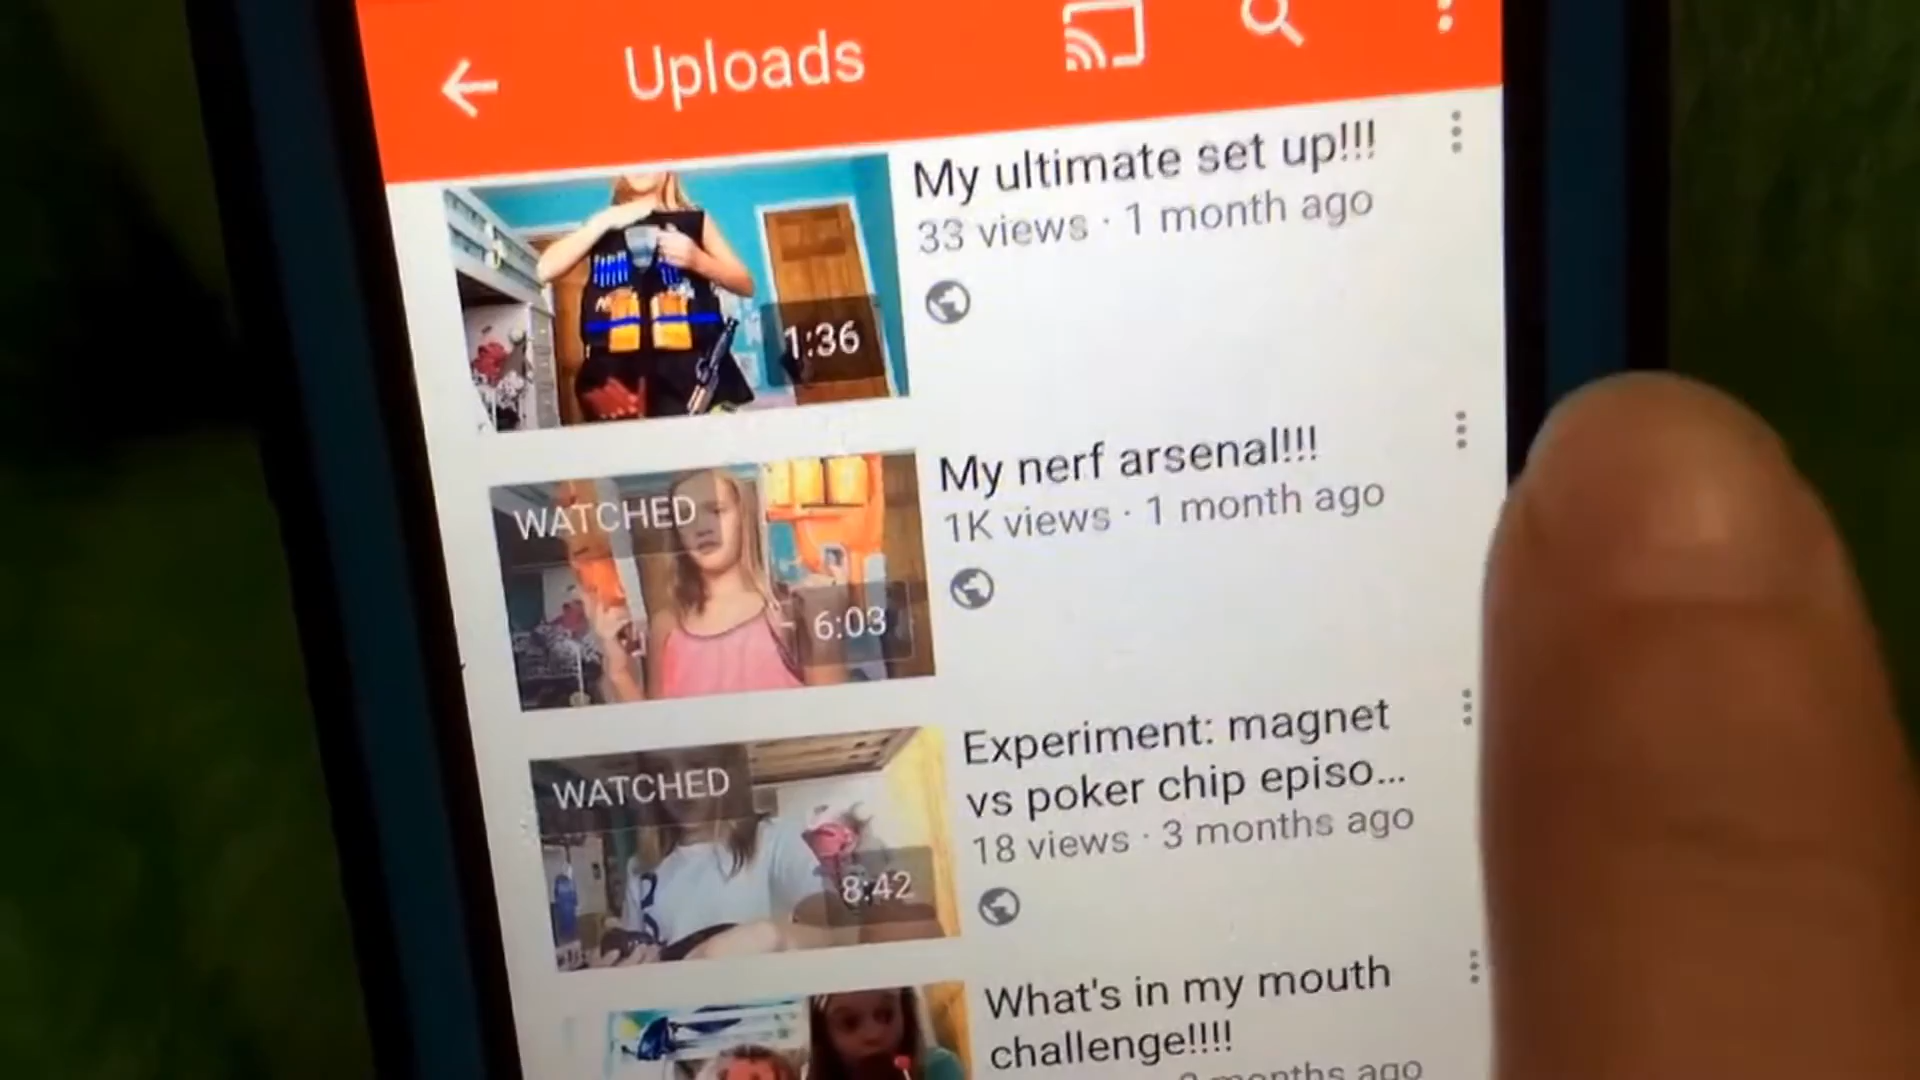 Uploads
My ultimate set up!!!
33 views · 1 month ago
1:36
My nerf arsenal!!!
1K views · 1 month ago
WATCHED
6:03
Experiment: magnet
vs poker chip episo...
18 views · 3 months ago
WATCHED
8:42
What's in my mouth
challenge!!!!
months ago